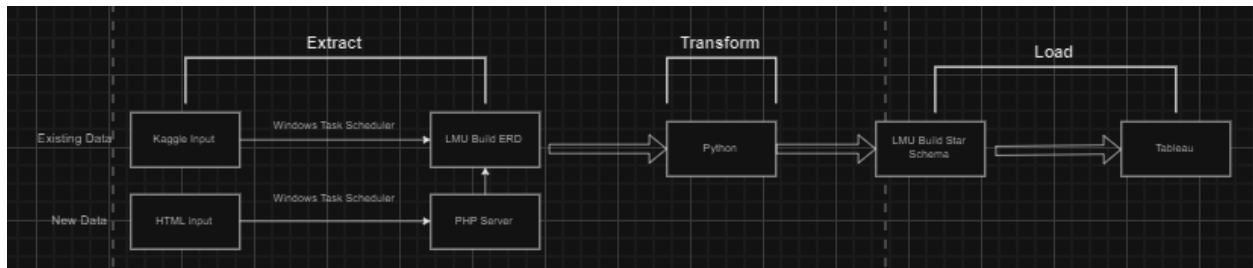 Extract
Transform
Load
Existing Data
Kaggle Input
Windows Task Scheduler
LMU Build ERD
Python
LMU Build Star
Schema
Tableau
New Data
HTML Input
Windows Task Scheduler
PHP Server